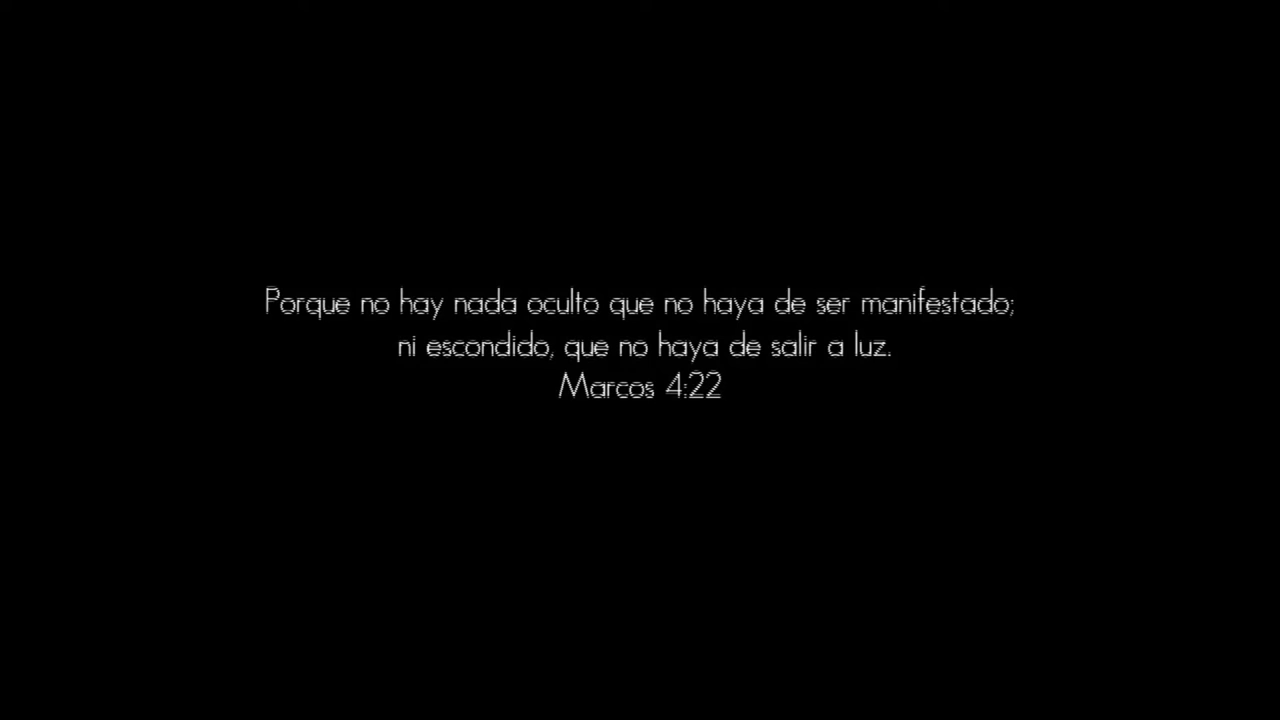 Porque no hay nada oculto que no haya de ser manifestado;
ni escondido, que no haya de salir a luz.
Marcos 4:22